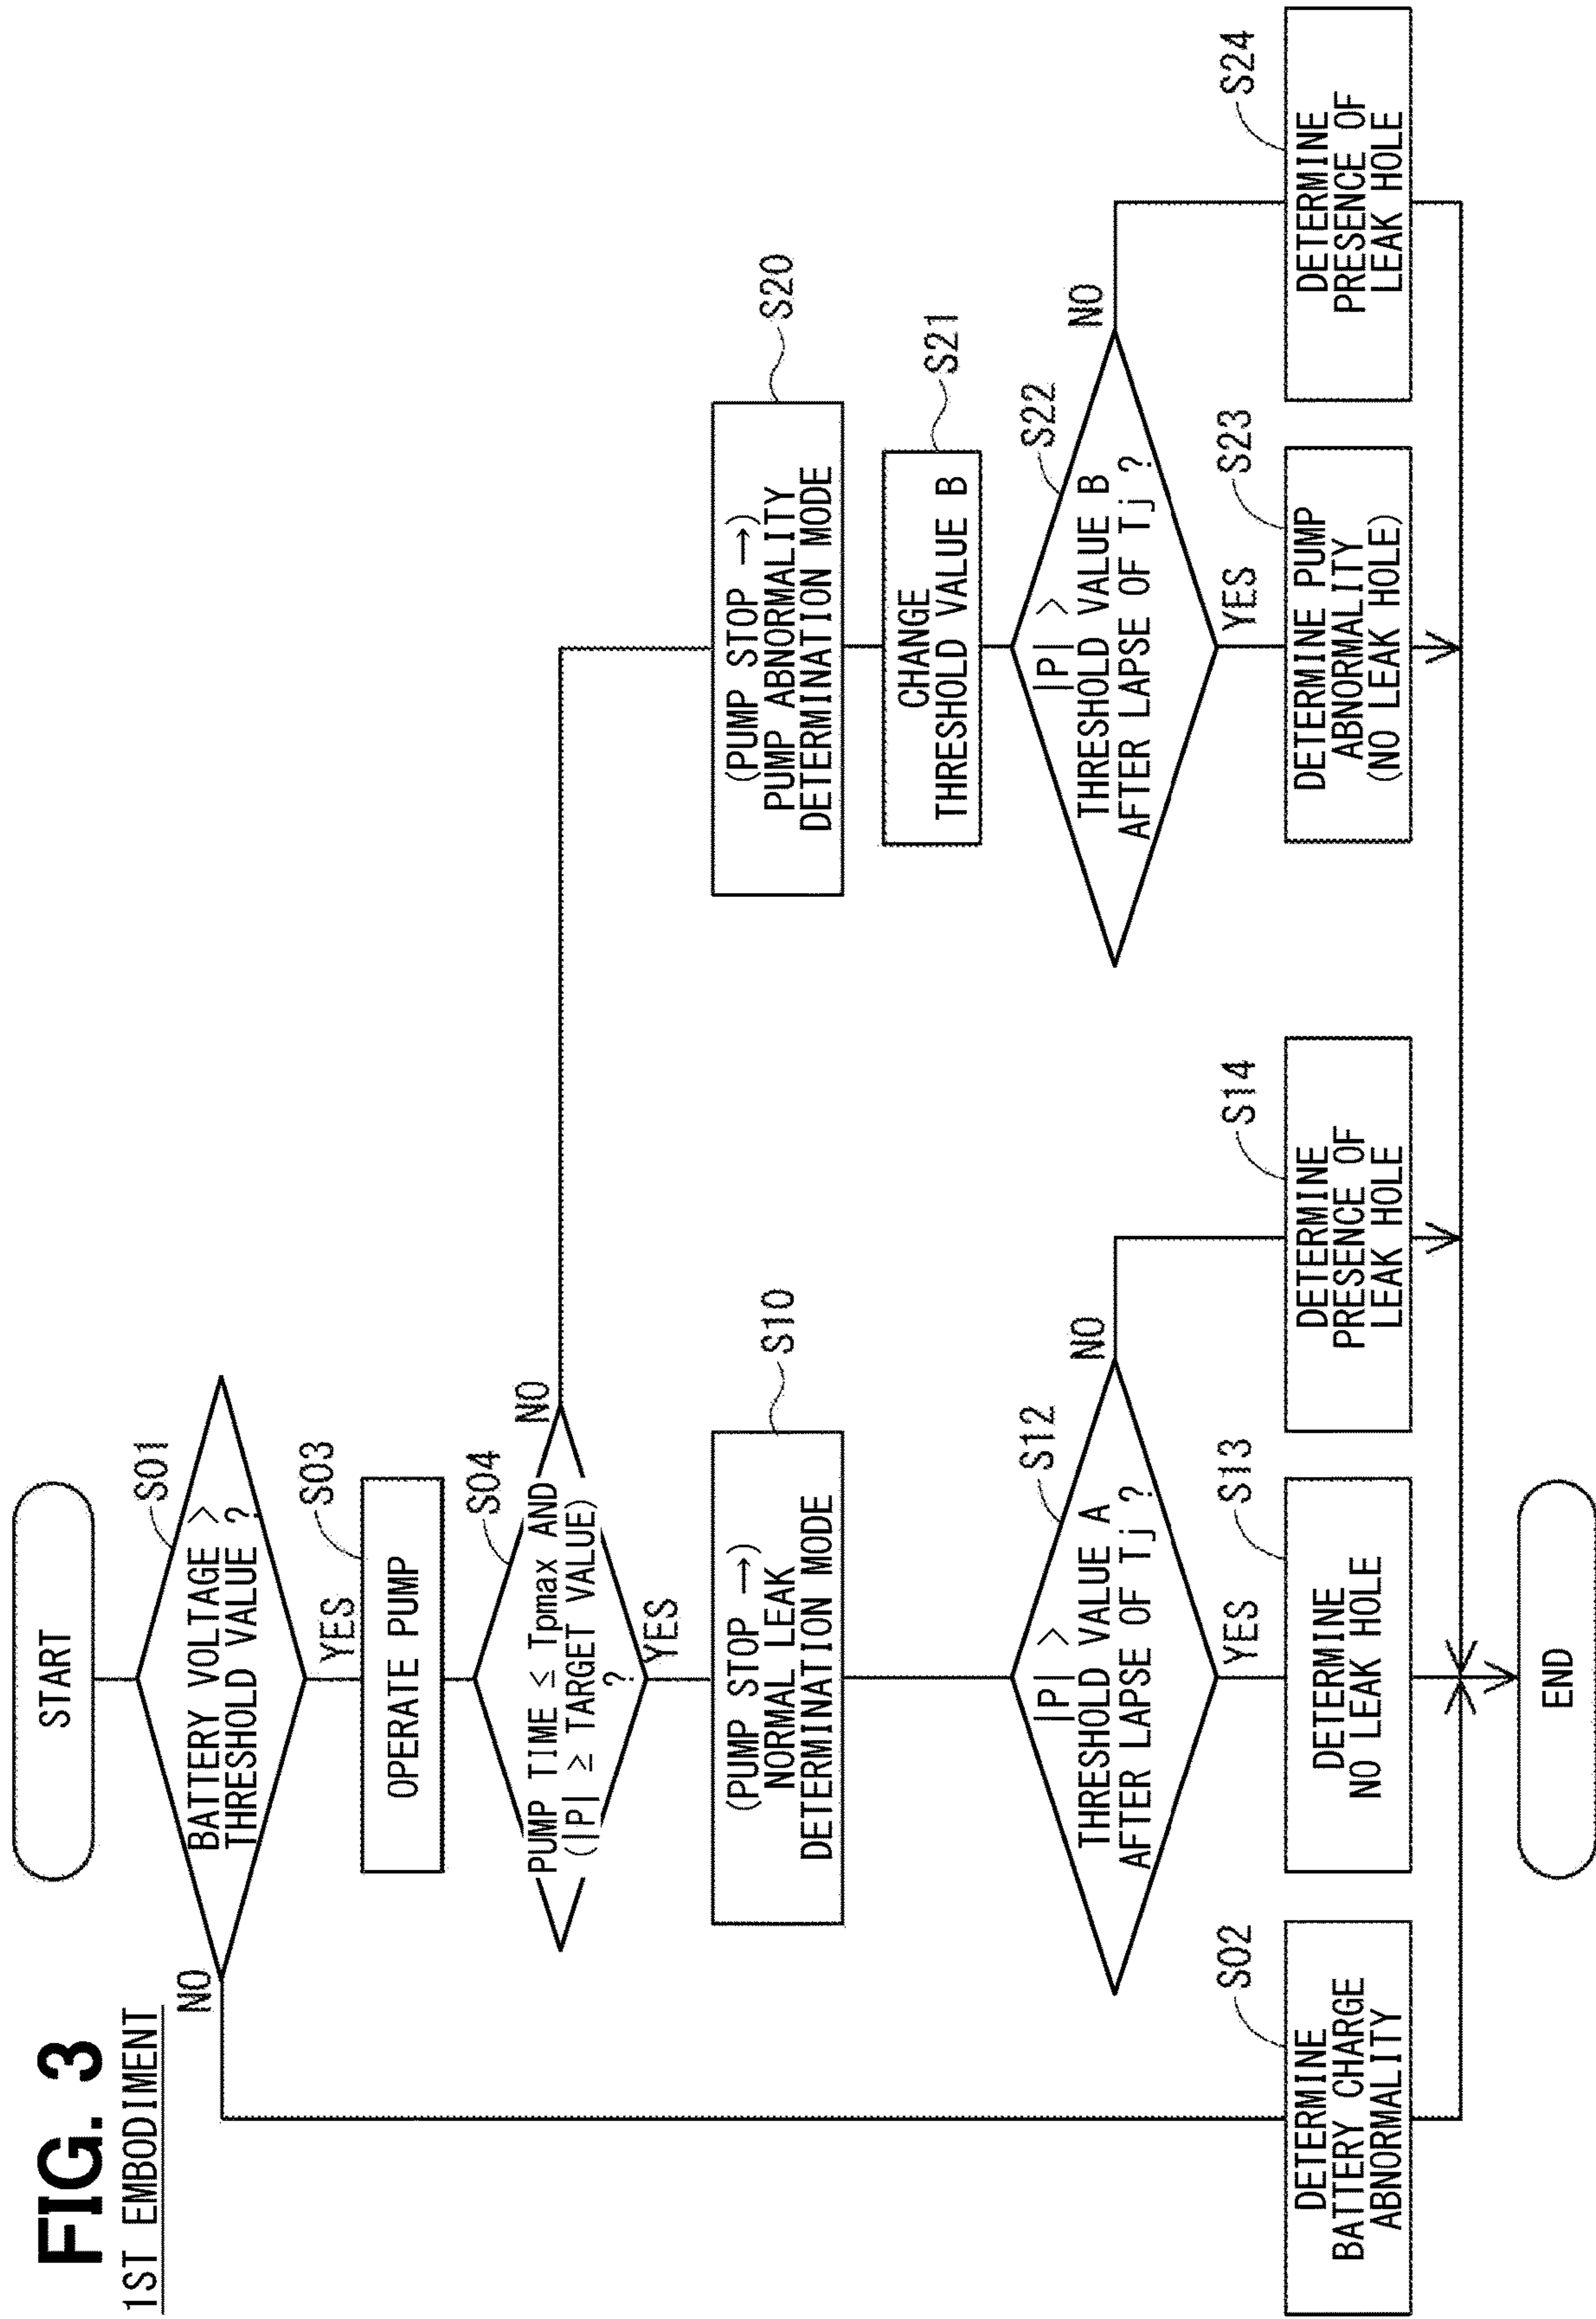 FIG. 3
1ST EMBODIMENT
START
S01
BATTERY VOLTAGE >
THRESHOLD VALUE ?
NO
YES
S03
OPERATE PUMP
S04
PUMP TIME ≤ Tpmax AND
(|P| ≥ TARGET VALUE)
?
NO
YES
S10
(PUMP STOP →)
NORMAL LEAK
DETERMINATION MODE
S20
(PUMP STOP →)
PUMP ABNORMALITY
DETERMINATION MODE
S21
CHANGE
THRESHOLD VALUE B
S12
|P| >
THRESHOLD VALUE A
AFTER LAPSE OF Tj ?
NO
YES
S22
|P| >
THRESHOLD VALUE B
AFTER LAPSE OF Tj ?
NO
YES
S02
DETERMINE
BATTERY CHARGE
ABNORMALITY
S13
DETERMINE
NO LEAK HOLE
S14
DETERMINE
PRESENCE OF
LEAK HOLE
S23
DETERMINE PUMP
ABNORMALITY
(NO LEAK HOLE)
S24
DETERMINE
PRESENCE OF
LEAK HOLE
END